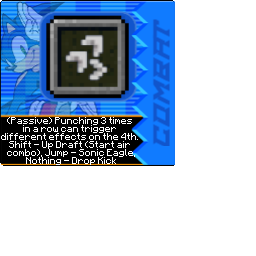 COMBAT
(Passive) Punching 3 times
in a row can trigger
different effects on the 4th.
Shift - Up Draft (Start air
combo), Jump - Sonic Eagle,
Nothing - Drop Kick